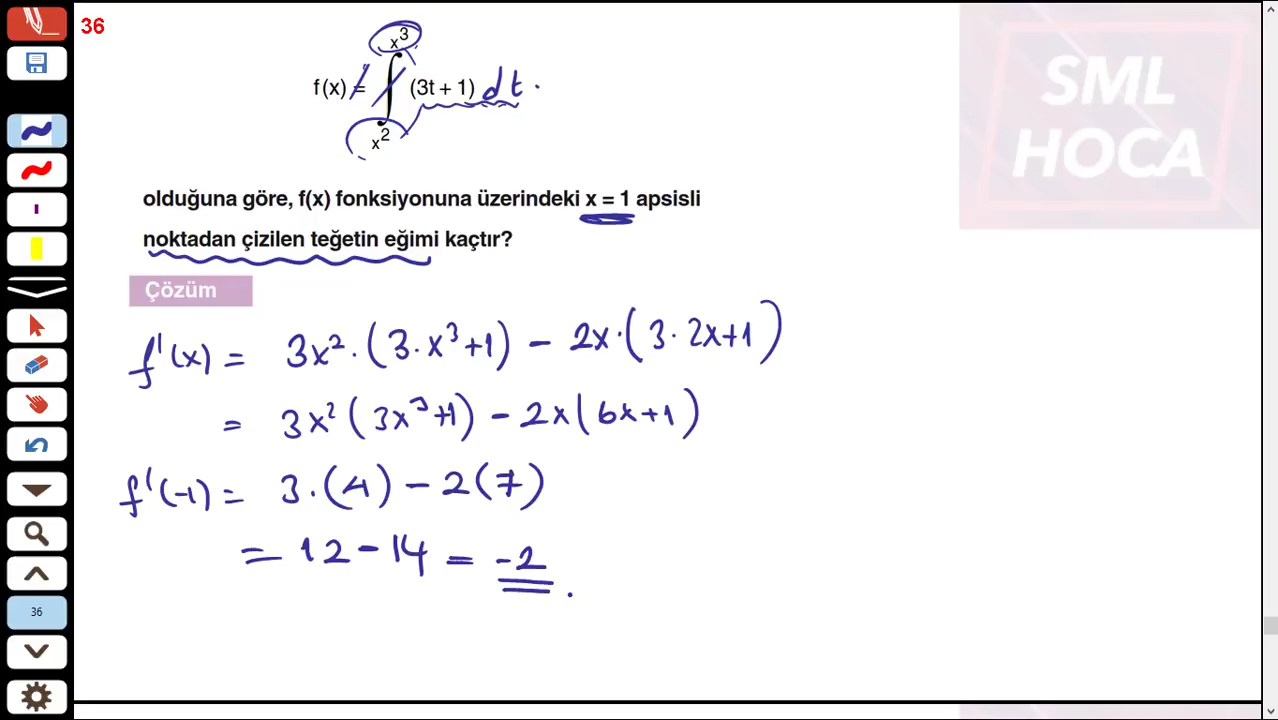 36
SML
HOCA
x³
f(x) = ∫ (3t + 1) dt.
x²
olduğuna göre, f(x) fonksiyonuna üzerindeki x = 1 apsisli
noktadan çizilen teğetin eğimi kaçtır?
Çözüm
f'(x) = 3x² · (3 · x³ + 1) - 2x · (3 · 2x + 1)
= 3x² (3x³ + 1) - 2x (6x + 1)
f'(-1) = 3 · (4) - 2 (7)
= 12 - 14 = -2 .
36